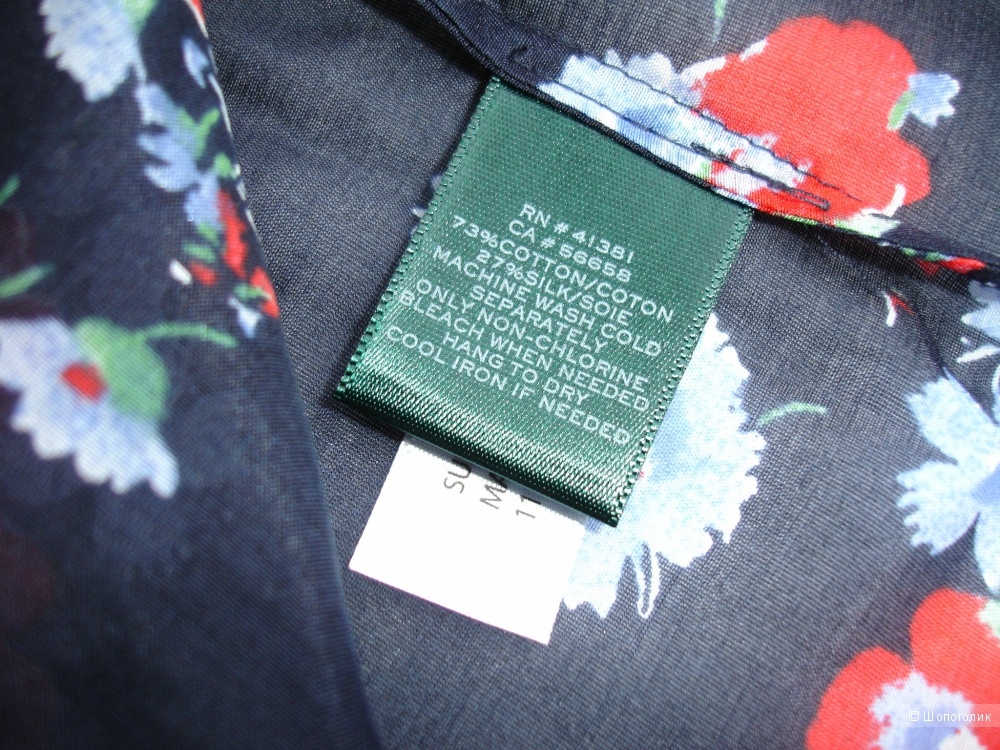 RN # 41381
CA # 56658
73%COTTON/COTON
27%SILK/SOIE
MACHINE WASH COLD
SEPARATELY
ONLY NON-CHLORINE
BLEACH WHEN NEEDED
HANG TO DRY
COOL IRON IF NEEDED
© Шопоголик